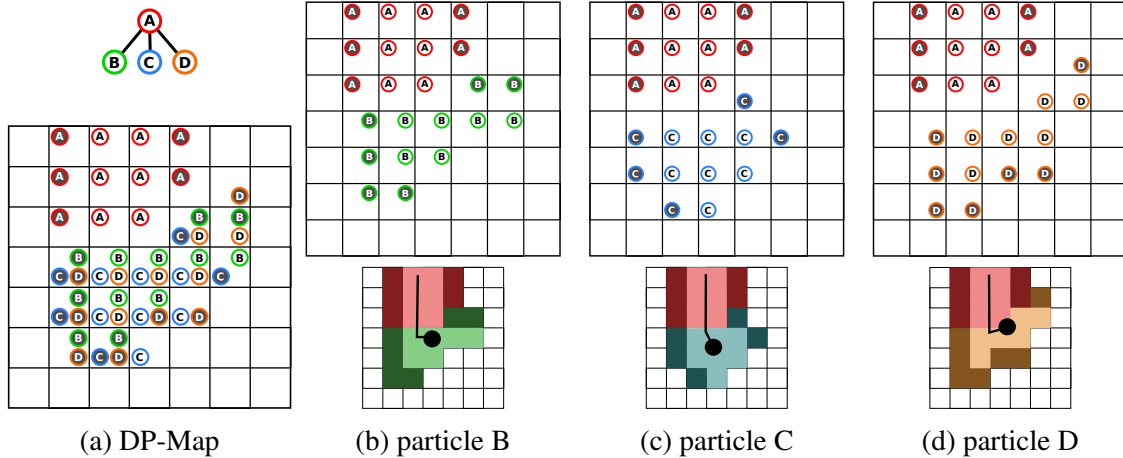 A
B C D
A A A A
A A A A
D
A A A B B
C D D
B B B B B
C D C D C D C D C
B B B
C D C D C D C D
B B
D C D C
(a) DP-Map
A A A A
A A A A
A A A B B
B B B B B
B B B
B B
(b) particle B
A A A A
A A A A
A A A
C
C C C C C
C C C C
C C
(c) particle C
A A A A
A A A A
D
A A A
D D
D D D D
D D D D
D D
(d) particle D